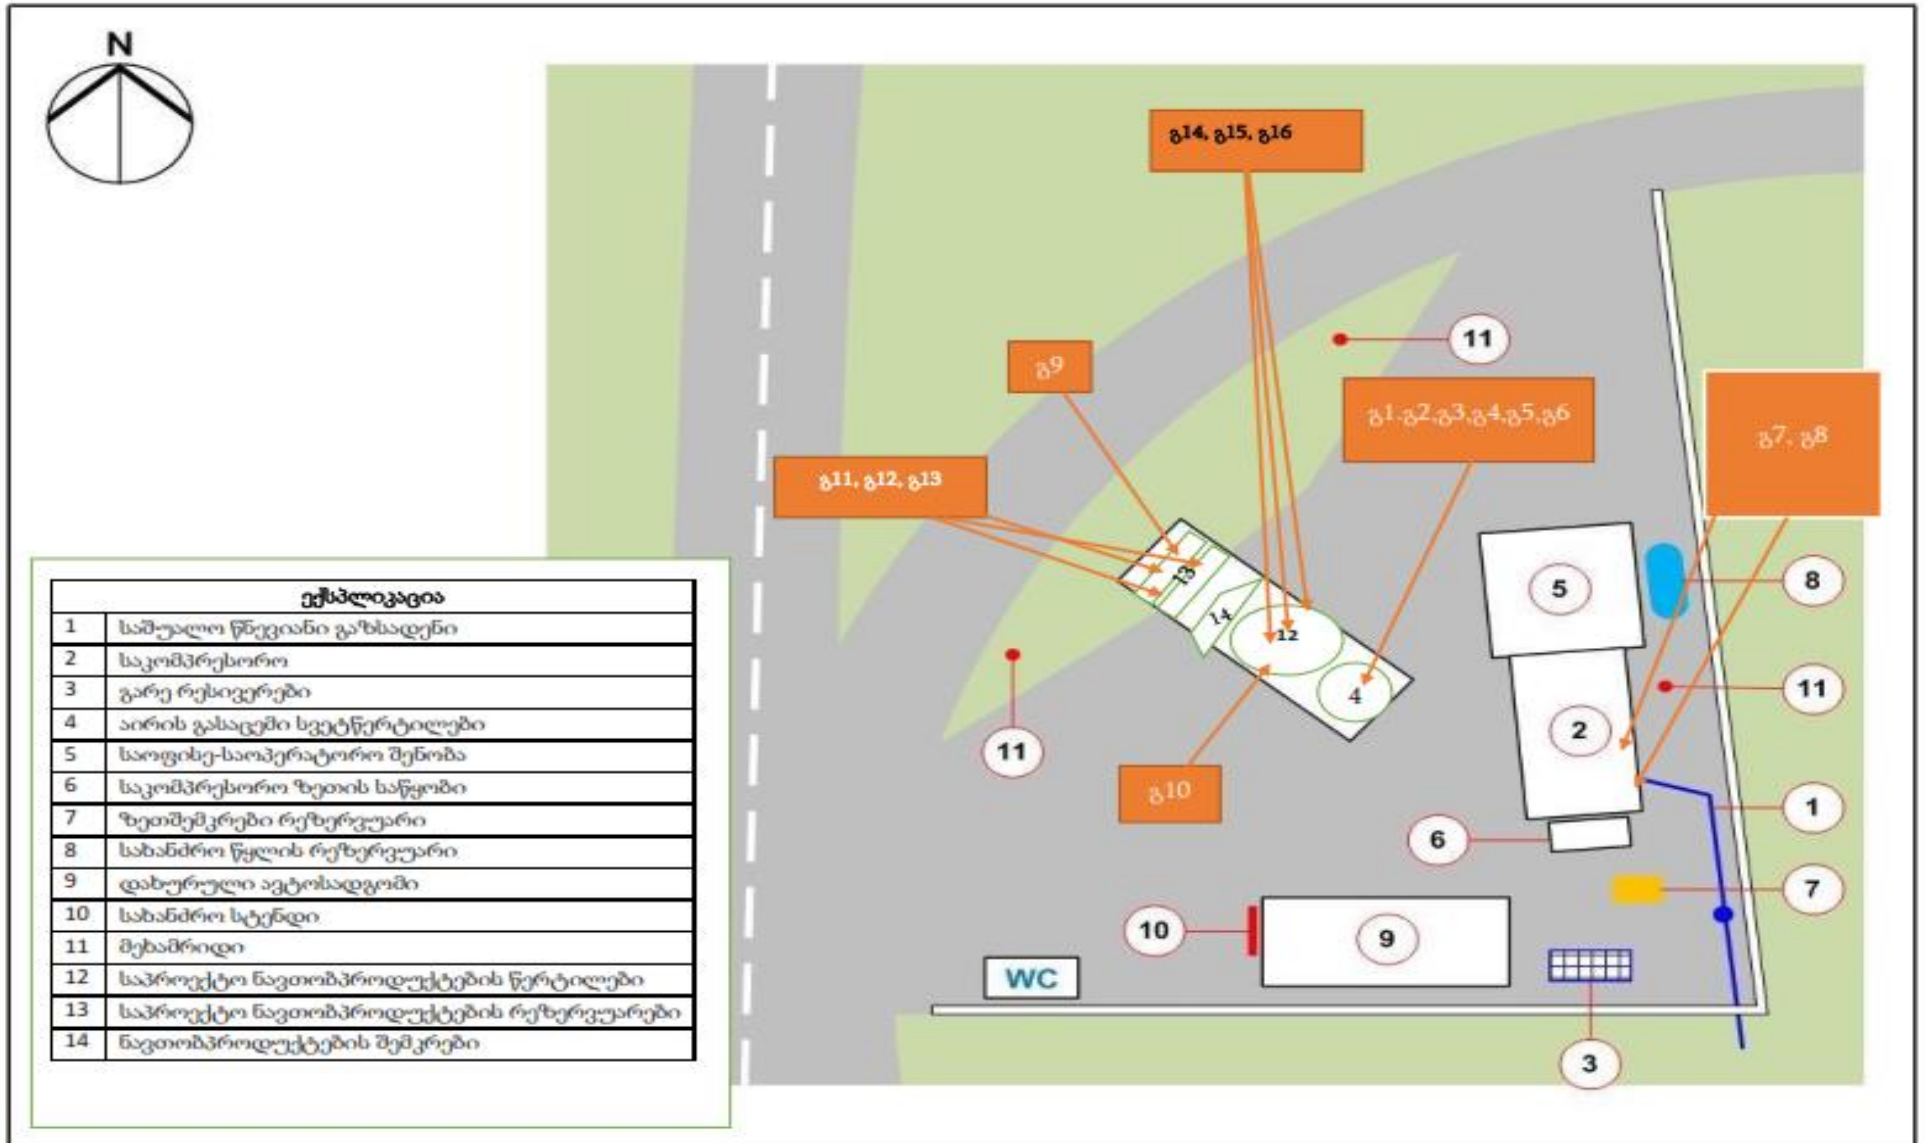 N
გ14, გ15, გ16
11
გ9
გ1.გ2,გ3,გ4,გ5,გ6
გ7, გ8
გ11, გ12, გ13
13
14
12
4
5
8
2
11
11
გ10
1
6
7
10
9
WC
3
ექსპლიკაცია
1 საშუალო წნევიანი გაზსადენი
2 საკომპრესორო
3 გარე რესივერები
4 აირის გასაცემი სვეტწერტილები
5 საოფისე-საოპერატორო შენობა
6 საკომპრესორო ზეთის საწყობი
7 ზეთშემკრები რეზერვუარი
8 სახანძრო წყლის რეზერვუარი
9 დახურული ავტოსადგომი
10 სახანძრო სტენდი
11 მეხამრიდი
12 საპროექტო ნავთობპროდუქტების წერტილები
13 საპროექტო ნავთობპროდუქტების რეზერვუარები
14 ნავთობპროდუქტების შემკრები